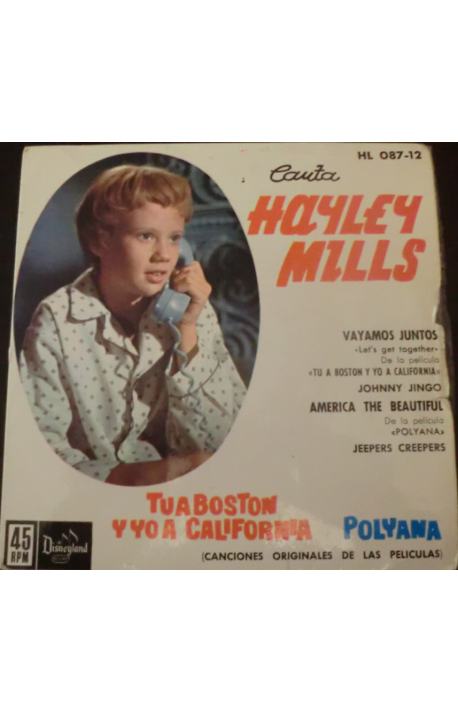 HL 087-12
Canta
HAYLEY
MILLS
VAYAMOS JUNTOS
«Let's get together»
De la película
«TU A BOSTON Y YO A CALIFORNIA»
JOHNNY JINGO
AMERICA THE BEAUTIFUL
De la película
«POLYANA»
JEEPERS CREEPERS
TU A BOSTON
Y YO A CALIFORNIA POLYANA
(CANCIONES ORIGINALES DE LAS PELICULAS)
45
RPM
Disneyland